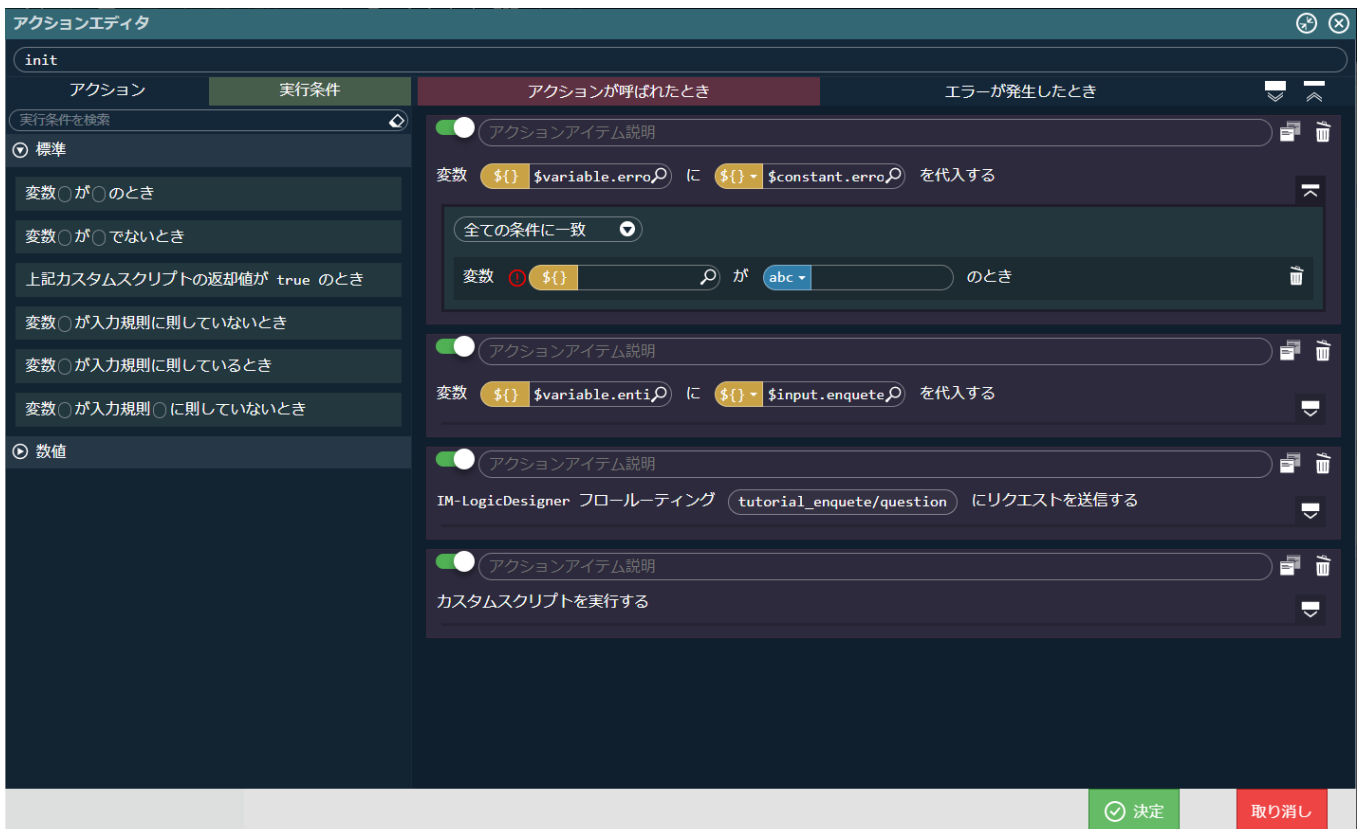 アクションエディタ
init
アクション 実行条件 アクションが呼ばれたとき エラーが発生したとき
実行条件を検索
標準
変数○が○のとき
変数○が○でないとき
上記カスタムスクリプトの返却値が true のとき
変数○が入力規則に則していないとき
変数○が入力規則に則しているとき
変数○が入力規則○に則していないとき
数値
アクションアイテム説明
変数 ${} $variable.erro に ${} $constant.erro を代入する
全ての条件に一致
変数 ${} が abc のとき
アクションアイテム説明
変数 ${} $variable.enti に ${} $input.enquete を代入する
アクションアイテム説明
IM-LogicDesigner フロールーティング tutorial_enquete/question にリクエストを送信する
アクションアイテム説明
カスタムスクリプトを実行する
決定 取り消し